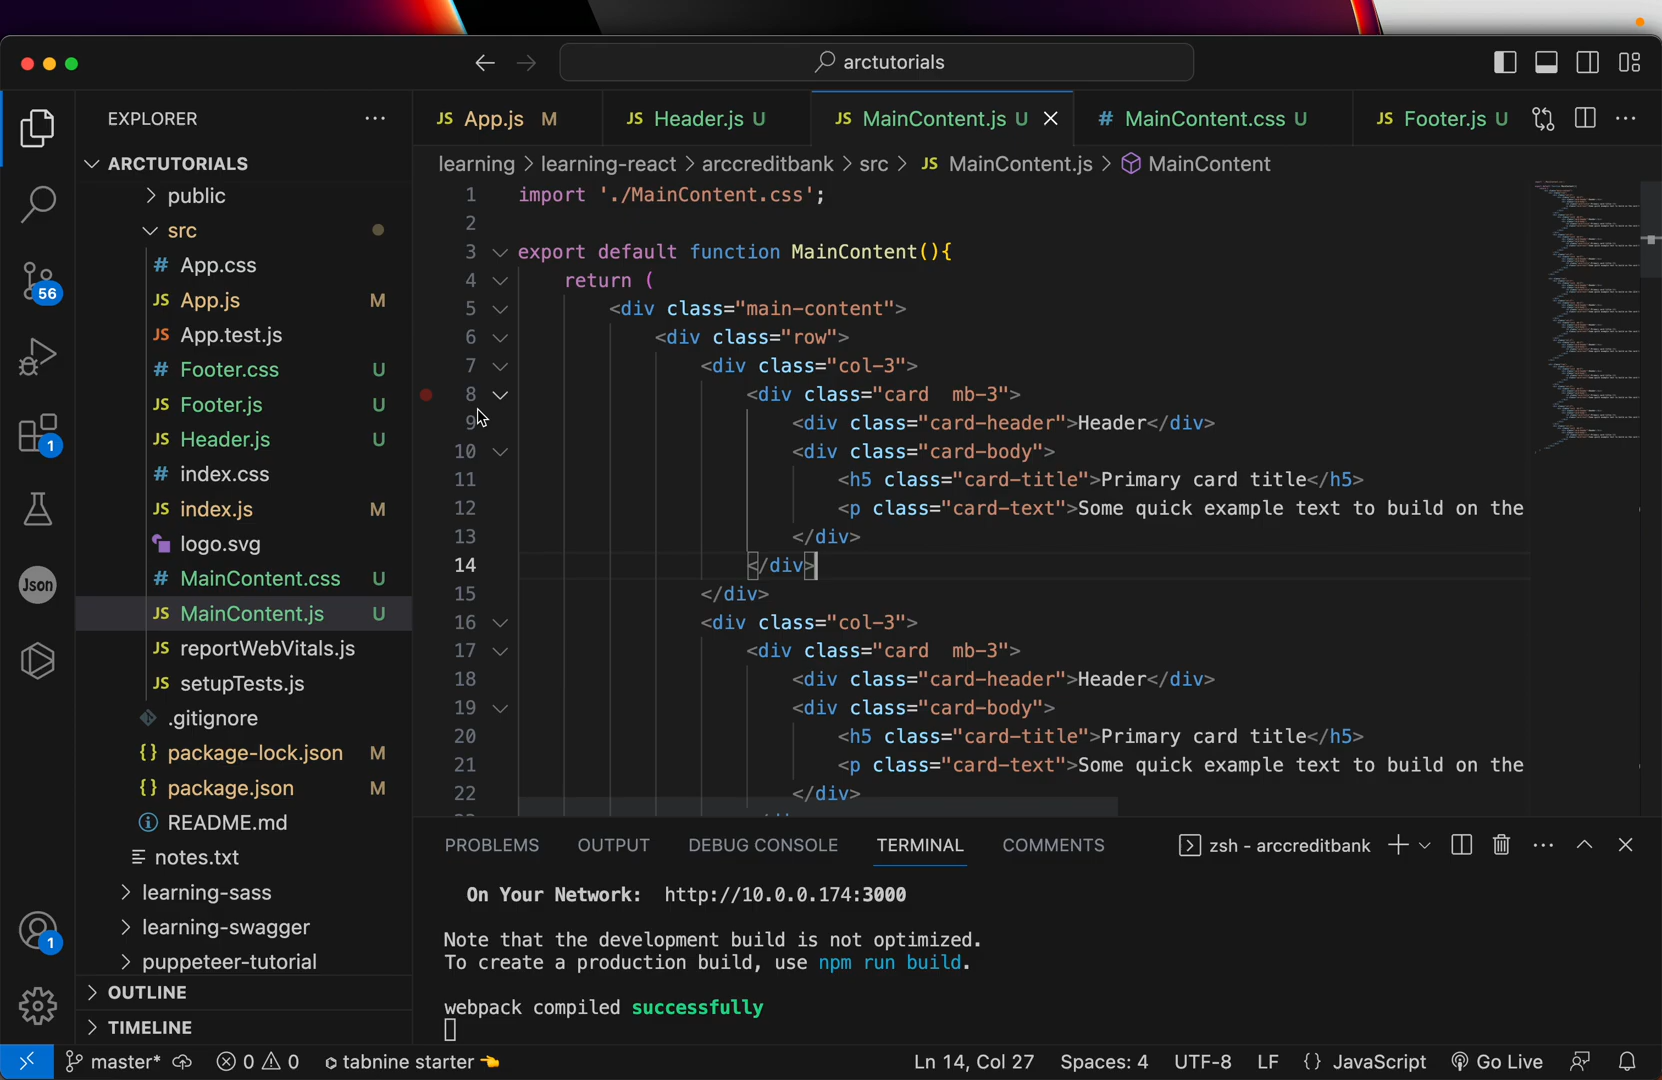 arctutorials
EXPLORER
JS App.js M
JS Header.js U
JS MainContent.js U
# MainContent.css U
JS Footer.js U
ARCTUTORIALS
learning > learning-react > arccreditbank > src > JS MainContent.js > MainContent
public
src
# App.css
JS App.js M
JS App.test.js
# Footer.css U
JS Footer.js U
JS Header.js U
# index.css
JS index.js M
logo.svg
# MainContent.css U
JS MainContent.js U
JS reportWebVitals.js
JS setupTests.js
.gitignore
{} package-lock.json M
{} package.json M
README.md
notes.txt
learning-sass
learning-swagger
puppeteer-tutorial
OUTLINE
TIMELINE
56
1
Json
1
1 import './MainContent.css';
2
3 export default function MainContent(){
4 return (
5 <div class="main-content">
6 <div class="row">
7 <div class="col-3">
8 <div class="card  mb-3">
9 <div class="card-header">Header</div>
10 <div class="card-body">
11 <h5 class="card-title">Primary card title</h5>
12 <p class="card-text">Some quick example text to build on the
13 </div>
14 </div>
15 </div>
16 <div class="col-3">
17 <div class="card  mb-3">
18 <div class="card-header">Header</div>
19 <div class="card-body">
20 <h5 class="card-title">Primary card title</h5>
21 <p class="card-text">Some quick example text to build on the
22 </div>
PROBLEMS OUTPUT DEBUG CONSOLE TERMINAL COMMENTS
zsh - arccreditbank
On Your Network: http://10.0.0.174:3000
Note that the development build is not optimized.
To create a production build, use npm run build.
webpack compiled successfully
master* 0 0 tabnine starter
Ln 14, Col 27 Spaces: 4 UTF-8 LF {} JavaScript Go Live